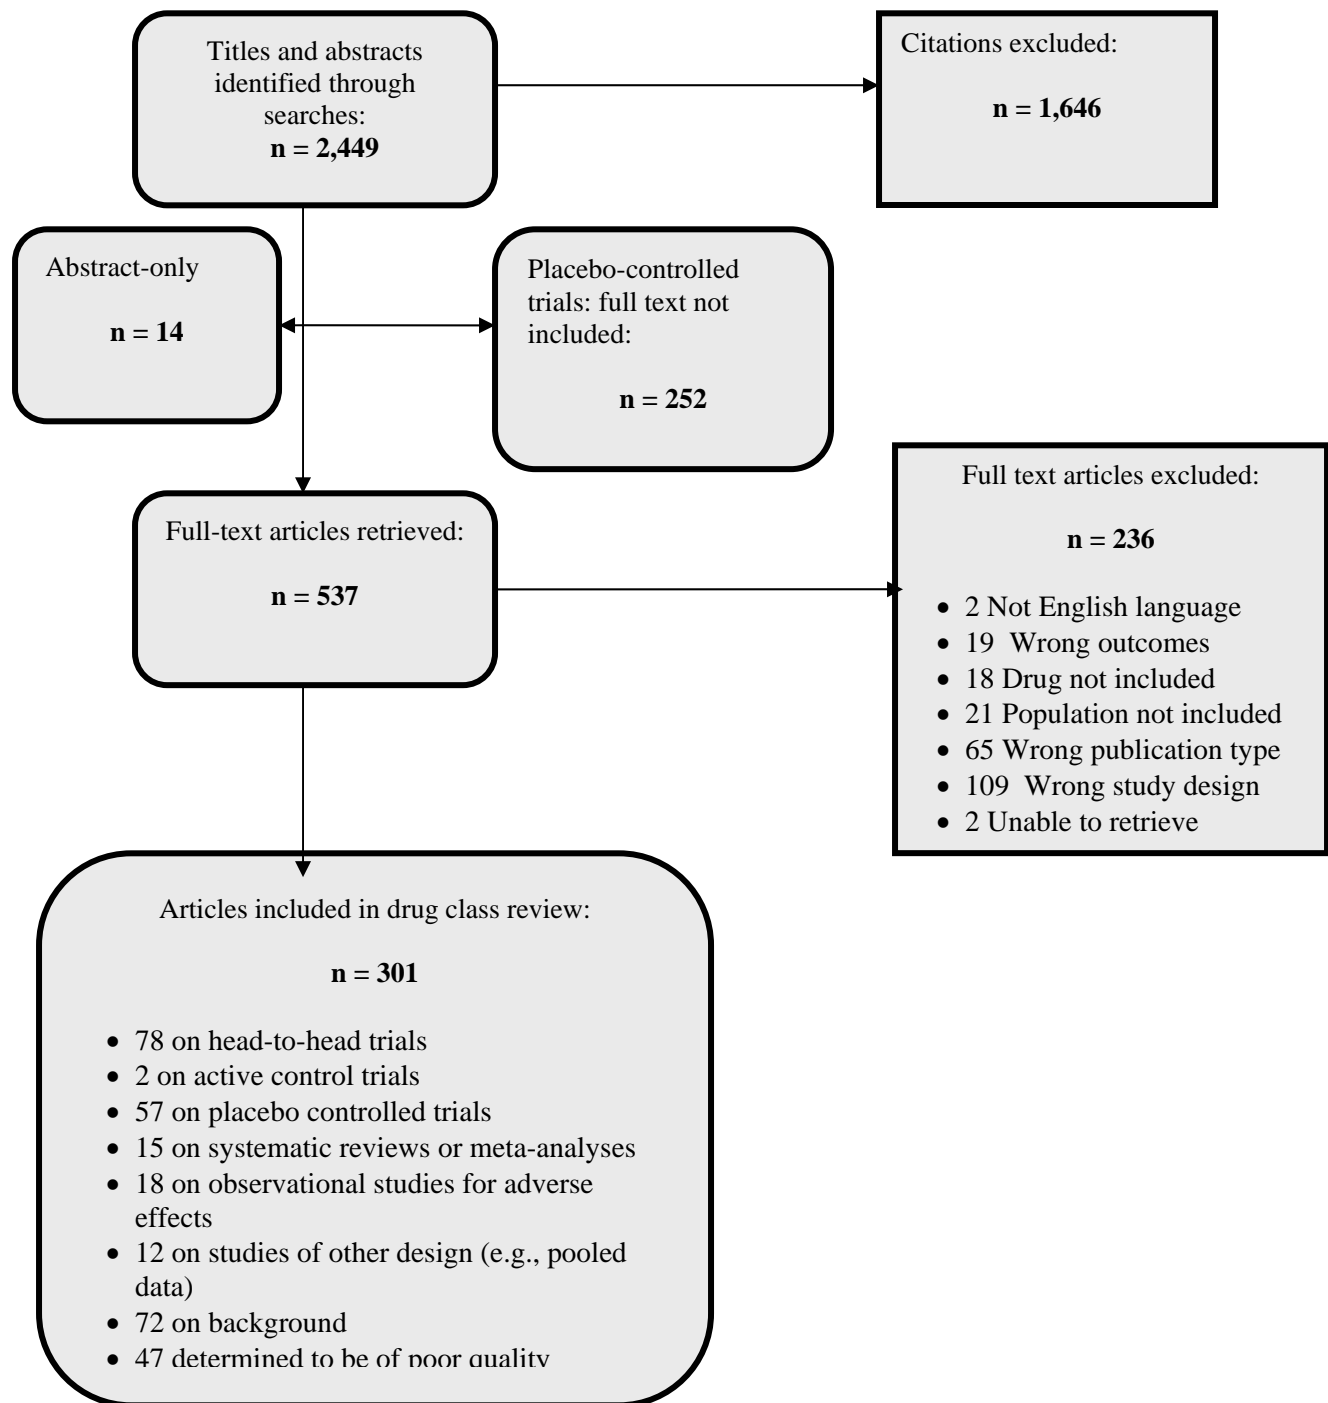 Titles and abstracts
identified through
searches:
n = 2,449
Citations excluded:
n = 1,646
Abstract-only
n = 14
Placebo-controlled
trials: full text not
included:
n = 252
Full-text articles retrieved:
n = 537
Full text articles excluded:
n = 236
• 2 Not English language
• 19 Wrong outcomes
• 18 Drug not included
• 21 Population not included
• 65 Wrong publication type
• 109 Wrong study design
• 2 Unable to retrieve
Articles included in drug class review:
n = 301
• 78 on head-to-head trials
• 2 on active control trials
• 57 on placebo controlled trials
• 15 on systematic reviews or meta-analyses
• 18 on observational studies for adverse
effects
• 12 on studies of other design (e.g., pooled
data)
• 72 on background
• 47 determined to be of poor quality